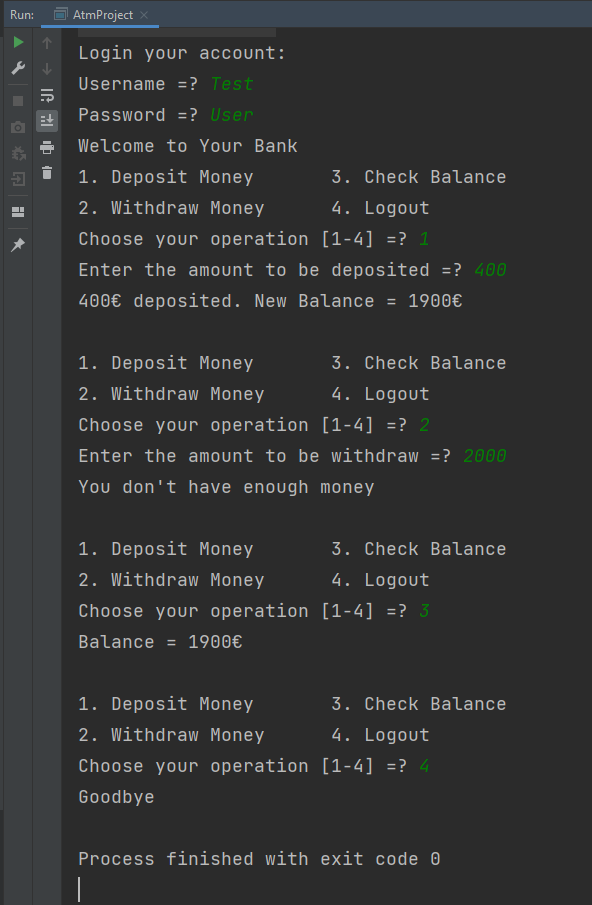 Run: AtmProject
Login your account:
Username =? Test
Password =? User
Welcome to Your Bank
1. Deposit Money       3. Check Balance
2. Withdraw Money      4. Logout
Choose your operation [1-4] =? 1
Enter the amount to be deposited =? 400
400€ deposited. New Balance = 1900€

1. Deposit Money       3. Check Balance
2. Withdraw Money      4. Logout
Choose your operation [1-4] =? 2
Enter the amount to be withdraw =? 2000
You don't have enough money

1. Deposit Money       3. Check Balance
2. Withdraw Money      4. Logout
Choose your operation [1-4] =? 3
Balance = 1900€

1. Deposit Money       3. Check Balance
2. Withdraw Money      4. Logout
Choose your operation [1-4] =? 4
Goodbye

Process finished with exit code 0